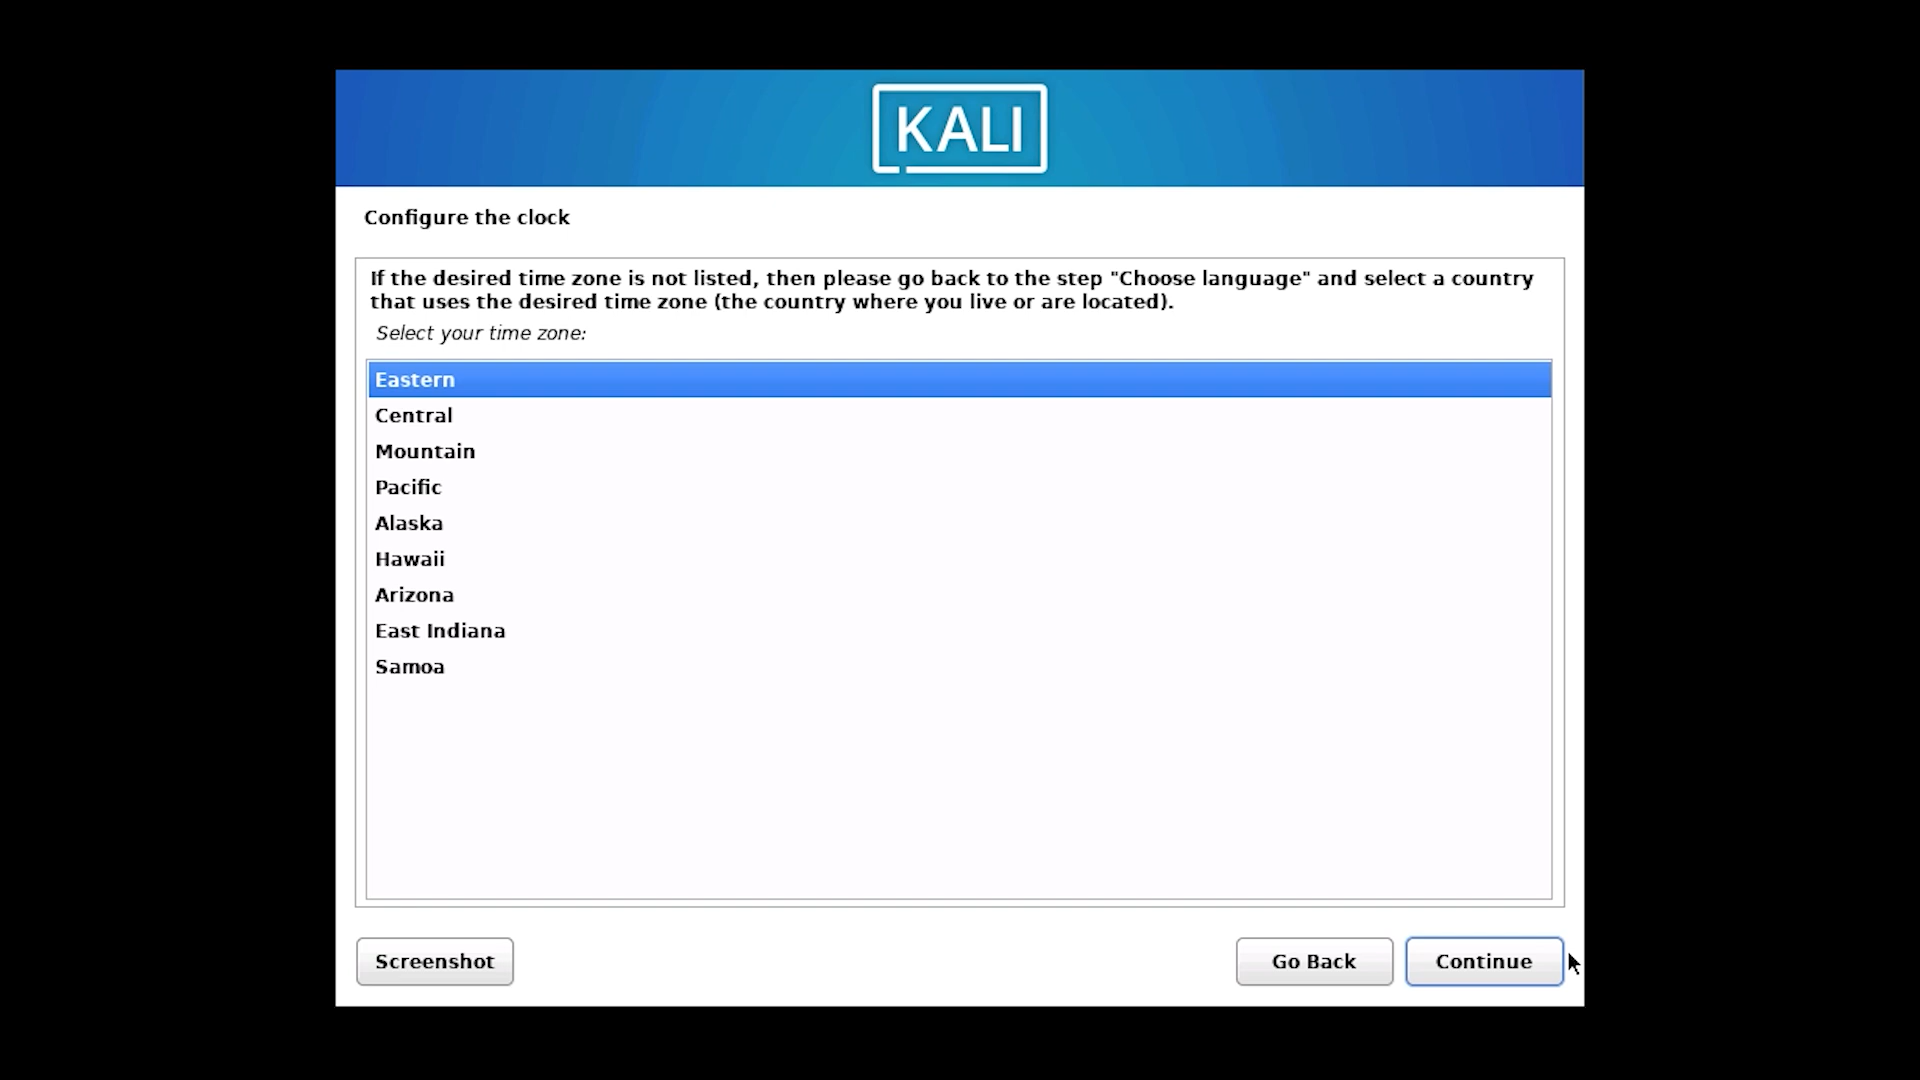 KALI
Configure the clock
If the desired time zone is not listed, then please go back to the step "Choose language" and select a country
that uses the desired time zone (the country where you live or are located).
Select your time zone:
Eastern
Central
Mountain
Pacific
Alaska
Hawaii
Arizona
East Indiana
Samoa
Screenshot
Go Back
Continue